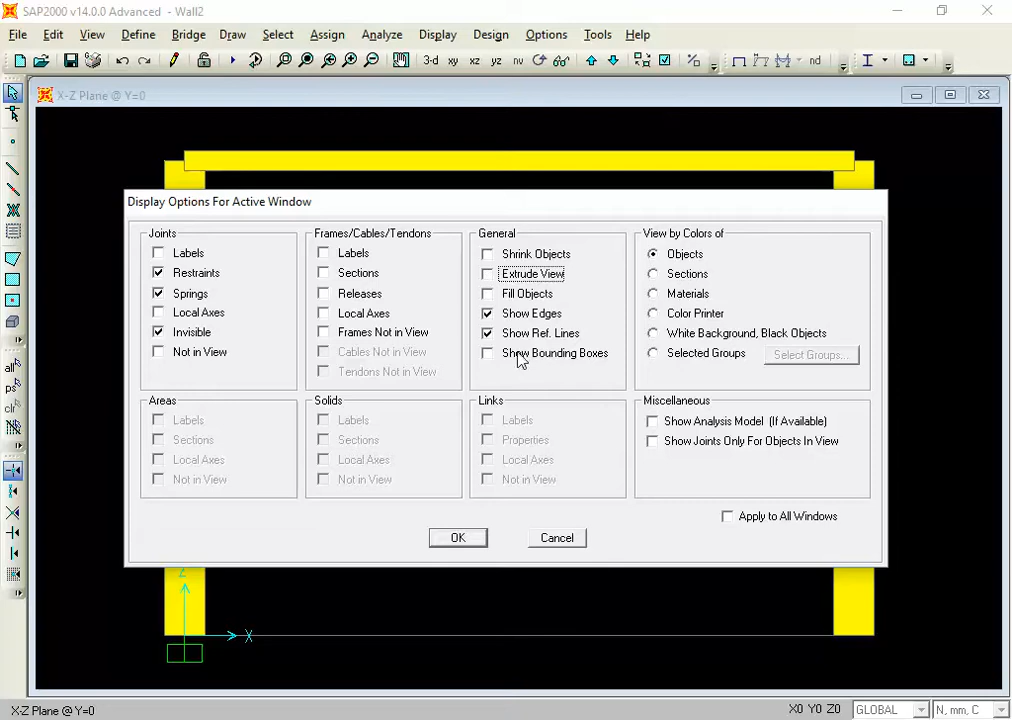 SAP2000 v14.0.0 Advanced - Wall2
File Edit View Define Bridge Draw Select Assign Analyze Display Design Options Tools Help
3-d xy xz yz nv nd
X-Z Plane @ Y=0
Display Options For Active Window
Joints
Labels
Restraints
Springs
Local Axes
Invisible
Not in View
Frames/Cables/Tendons
Labels
Sections
Releases
Local Axes
Frames Not in View
Cables Not in View
Tendons Not in View
General
Shrink Objects
Extrude View
Fill Objects
Show Edges
Show Ref. Lines
Show Bounding Boxes
View by Colors of
Objects
Sections
Materials
Color Printer
White Background, Black Objects
Selected Groups
Select Groups...
Areas
Labels
Sections
Local Axes
Not in View
Solids
Labels
Sections
Local Axes
Not in View
Links
Labels
Properties
Local Axes
Not in View
Miscellaneous
Show Analysis Model (If Available)
Show Joints Only For Objects In View
Apply to All Windows
OK
Cancel
all
ps
clr
Z
X
X-Z Plane @ Y=0
X0 Y0 Z0
GLOBAL
N, mm, C